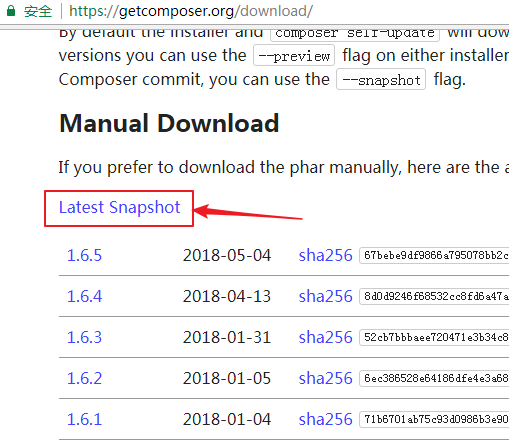 安全 https://getcomposer.org/download/
By default the installer and composer self-update will dow
versions you can use the --preview flag on either installer
Composer commit, you can use the --snapshot flag.
Manual Download
If you prefer to download the phar manually, here are the a
Latest Snapshot
1.6.5 2018-05-04 sha256 67bebe9df9866a795078bb2c
1.6.4 2018-04-13 sha256 8d0d9246f68532cc8fd6a47a
1.6.3 2018-01-31 sha256 52cb7bbbaee720471e3b34c8
1.6.2 2018-01-05 sha256 6ec386528e64186dfe4e3a68
1.6.1 2018-01-04 sha256 71b6701ab75c93d0986b3e90